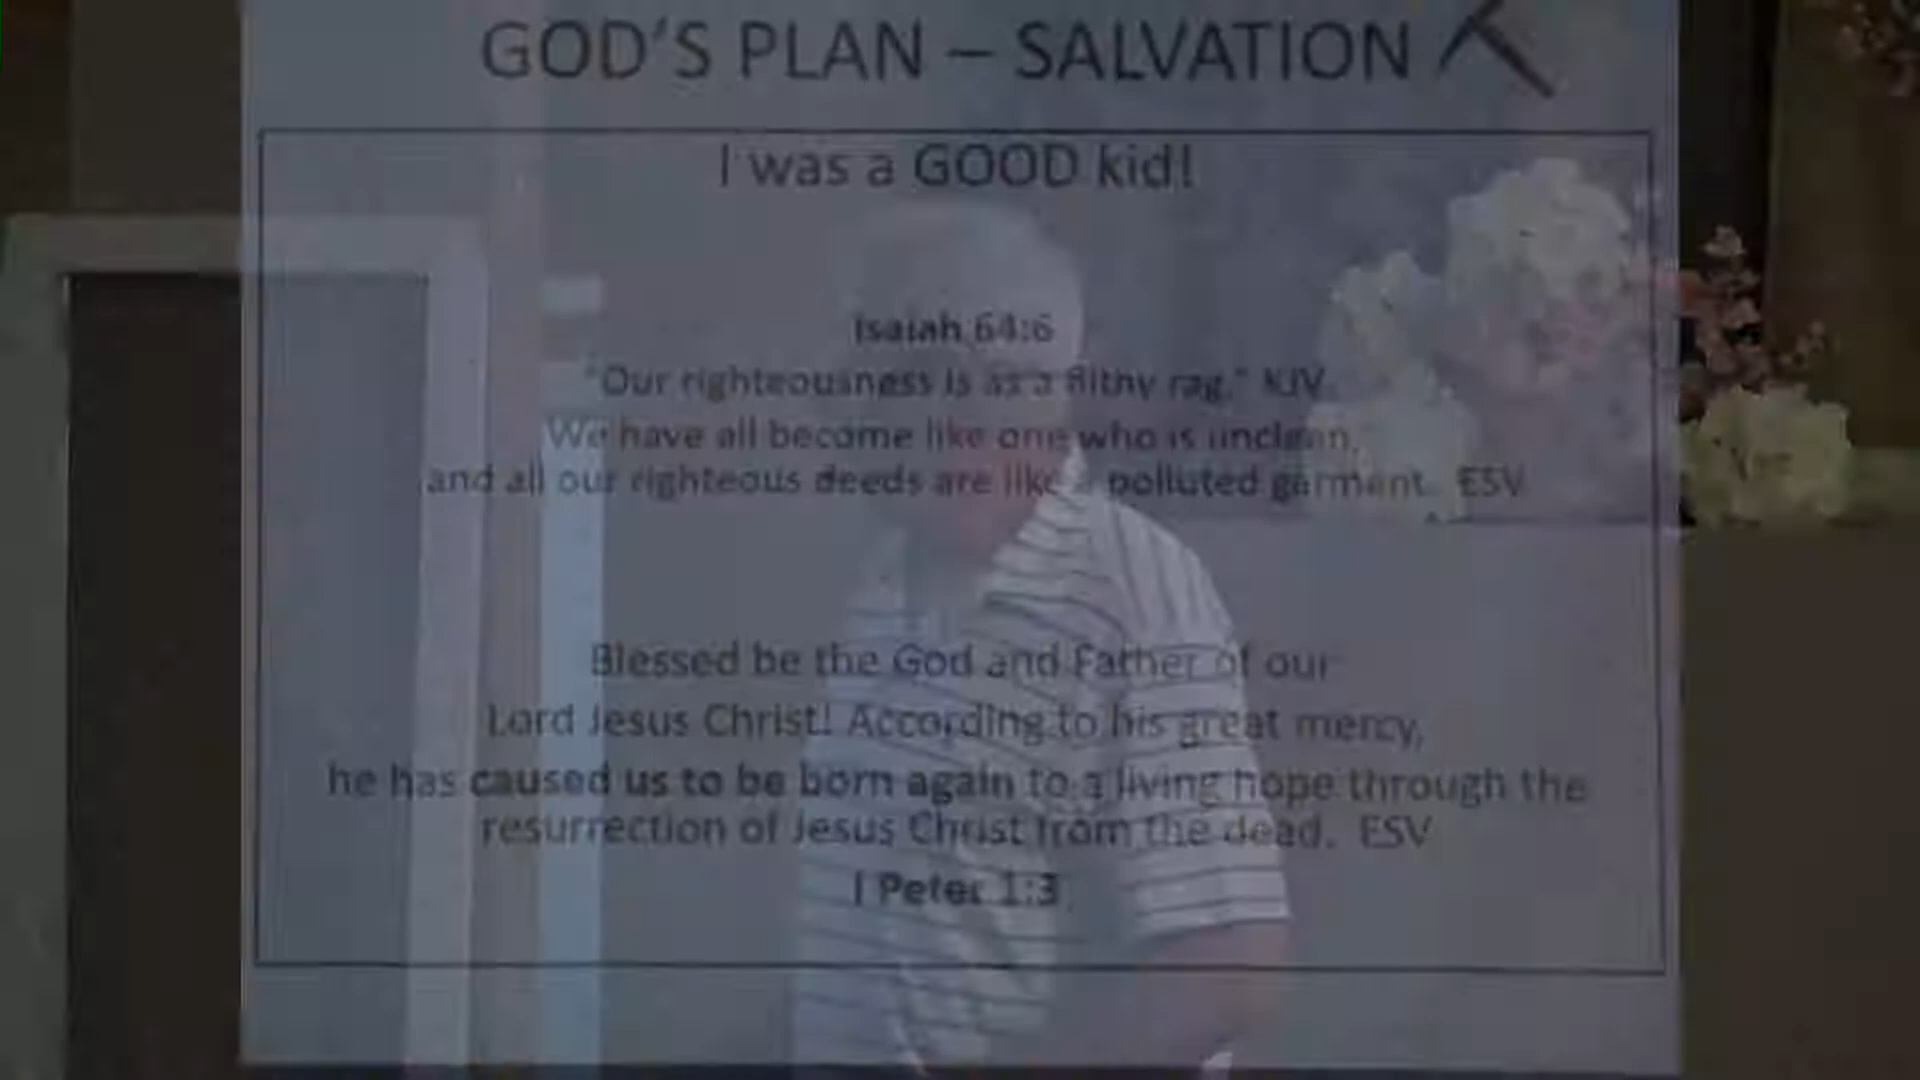 GOD'S PLAN – SALVATION
I was a GOOD kid!
Isaiah 64:6
"Our righteousness is as a filthy rag." KJV
We have all become like one who is unclean,
and all our righteous deeds are like a polluted garment. ESV
Blessed be the God and Father of our
Lord Jesus Christ! According to his great mercy,
he has caused us to be born again to a living hope through the
resurrection of Jesus Christ from the dead. ESV
I Peter 1:3